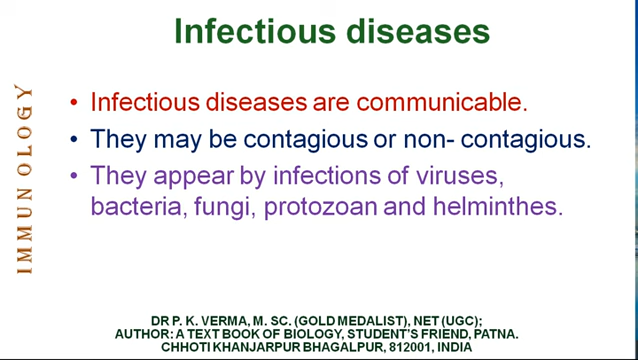 Infectious diseases
IMMUNOLOGY
• Infectious diseases are communicable.
• They may be contagious or non- contagious.
• They appear by infections of viruses,
bacteria, fungi, protozoan and helminthes.
DR P. K. VERMA, M. SC. (GOLD MEDALIST), NET (UGC);
AUTHOR: A TEXT BOOK OF BIOLOGY, STUDENT'S FRIEND, PATNA.
CHHOTI KHANJARPUR BHAGALPUR, 812001, INDIA